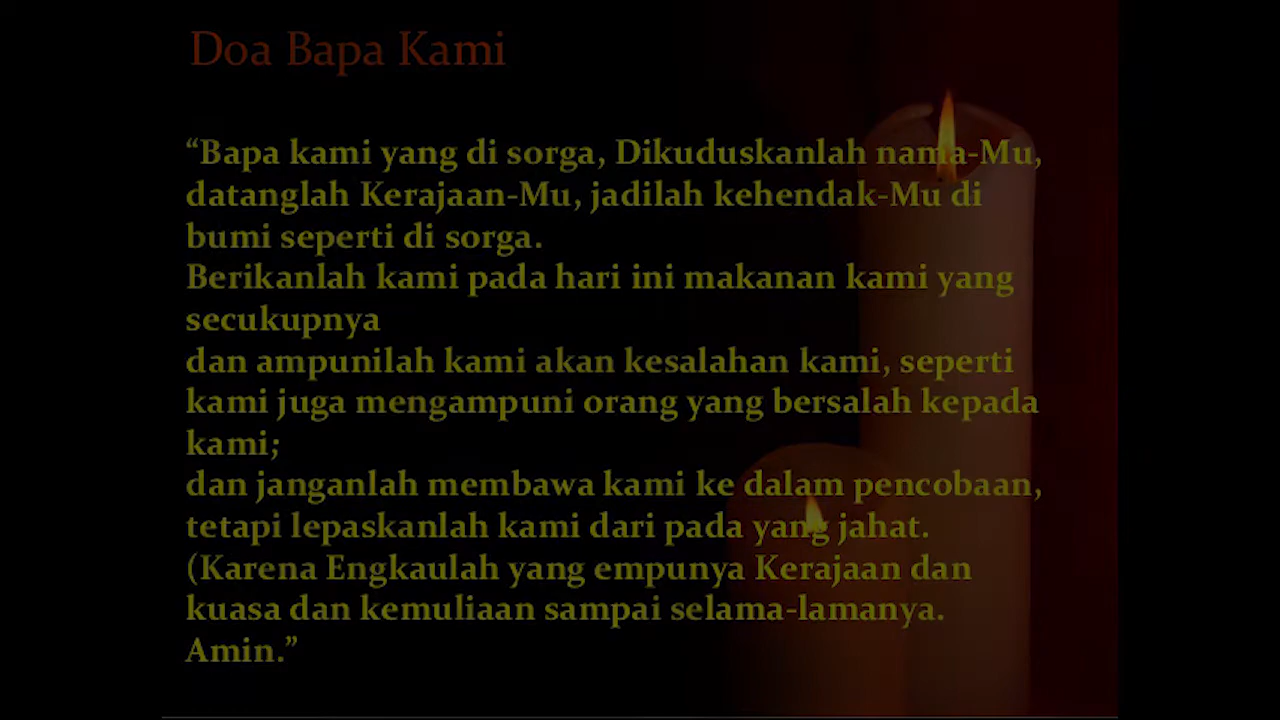 Doa Bapa Kami
“Bapa kami yang di sorga, Dikuduskanlah nama-Mu,
datanglah Kerajaan-Mu, jadilah kehendak-Mu di
bumi seperti di sorga.
Berikanlah kami pada hari ini makanan kami yang
secukupnya
dan ampunilah kami akan kesalahan kami, seperti
kami juga mengampuni orang yang bersalah kepada
kami;
dan janganlah membawa kami ke dalam pencobaan,
tetapi lepaskanlah kami dari pada yang jahat.
(Karena Engkaulah yang empunya Kerajaan dan
kuasa dan kemuliaan sampai selama-lamanya.
Amin.”